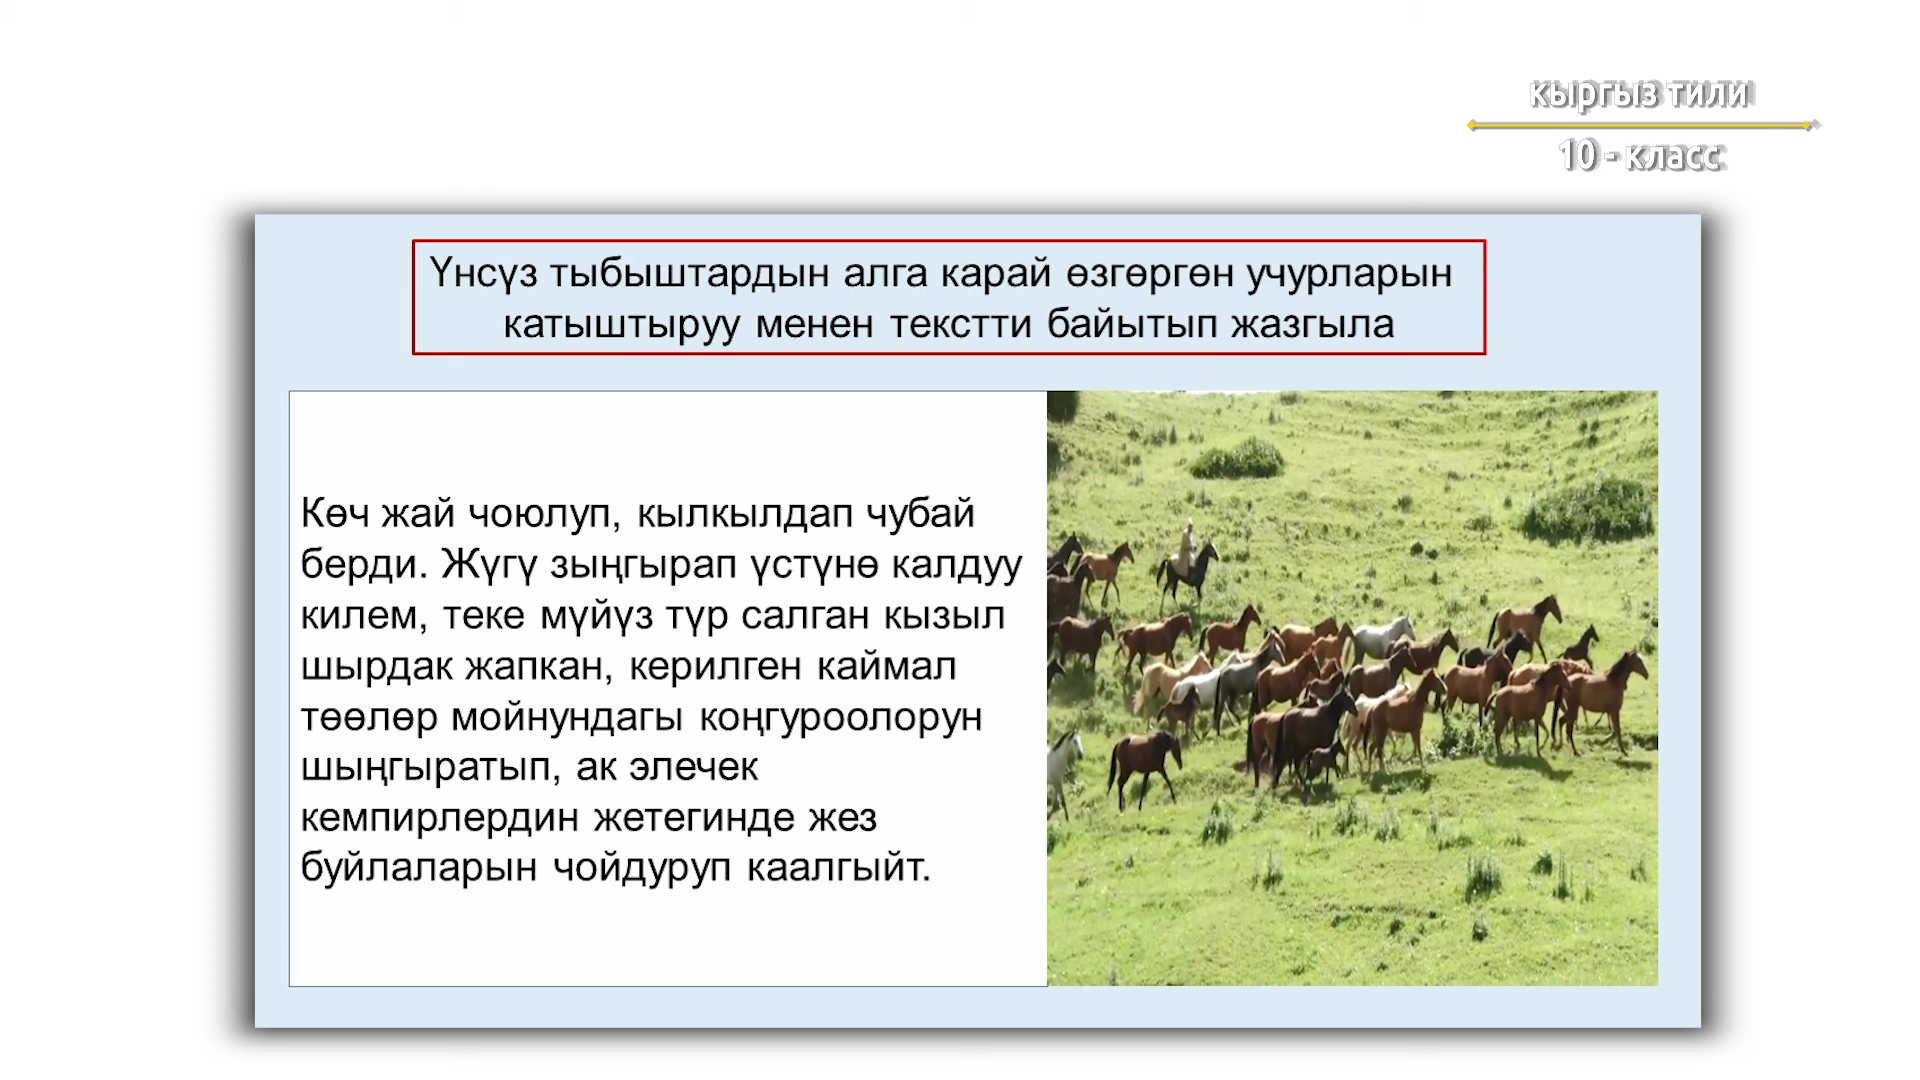 кыргыз тили
10 - класс
Үнсүз тыбыштардын алга карай өзгөргөн учурларын
катыштыруу менен текстти байытып жазгыла
Көч жай чоюлуп, кылкылдап чубай
берди. Жүгү зыңгырап үстүнө калдуу
килем, теке мүйүз түр салган кызыл
шырдак жапкан, керилген каймал
төөлөр мойнундагы коңгуроолорун
шыңгыратып, ак элечек
кемпирлердин жетегинде жез
буйлаларын чойдуруп каалгыйт.